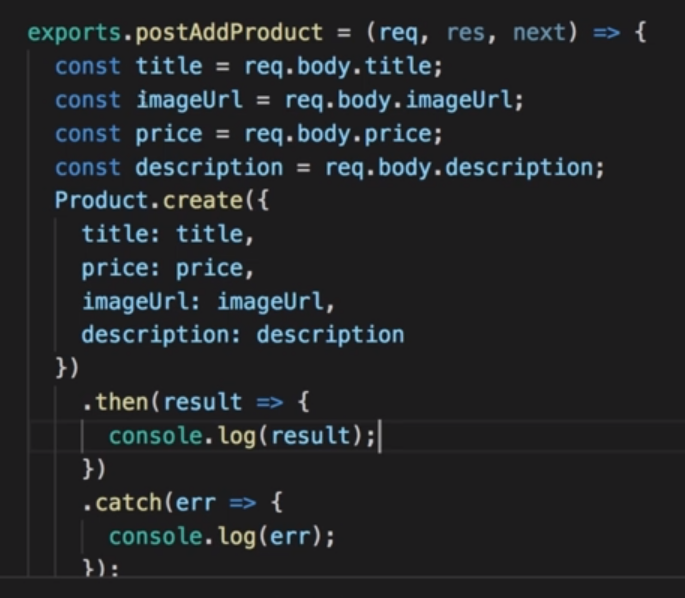 exports.postAddProduct = (req, res, next) => {
  const title = req.body.title;
  const imageUrl = req.body.imageUrl;
  const price = req.body.price;
  const description = req.body.description;
  Product.create({
    title: title,
    price: price,
    imageUrl: imageUrl,
    description: description
  })
    .then(result => {
      console.log(result);
    })
    .catch(err => {
      console.log(err);
    });